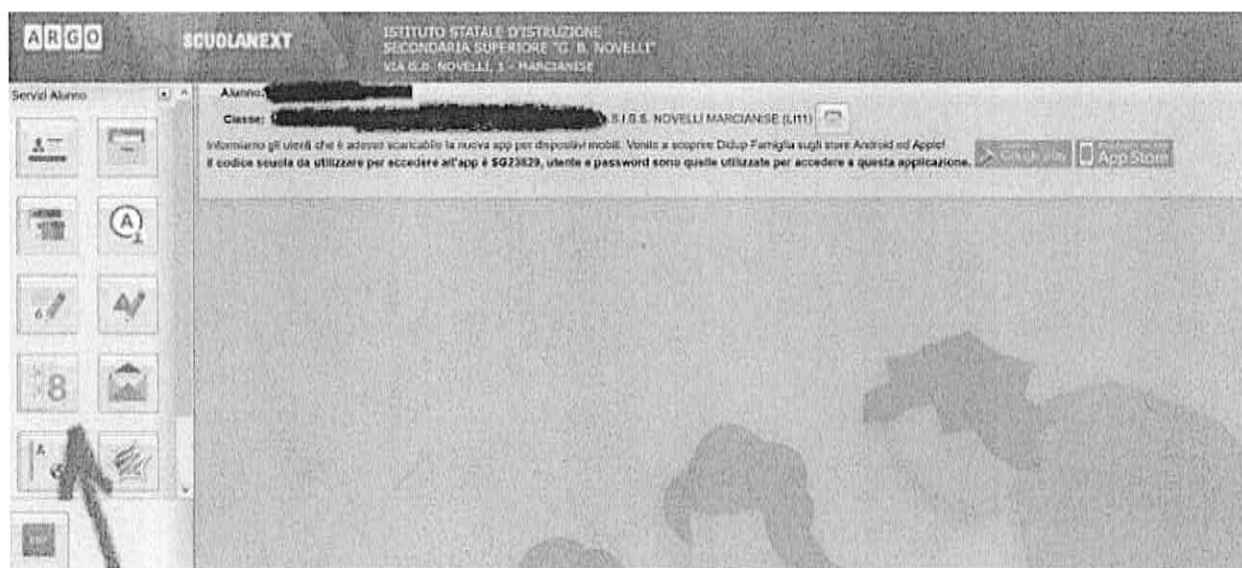 ARGO
SCUOLANEXT
ISTITUTO STATALE D'ISTRUZIONE
SECONDARIA SUPERIORE "G. B. NOVELLI"
VIA G.B. NOVELLI, 1 - MARCIANISE
Servizi Alunno
Alunno:
Classe: S.I.S.S. NOVELLI MARCIANISE (LI11)
Informiamo gli utenti che è adesso scaricabile la nuova app per dispositivi mobili. Venite a scoprire Didup Famiglia sugli store Android ed Apple!
Il codice scuola da utilizzare per accedere all'app è SG23829, utente e password sono quelle utilizzate per accedere a questa applicazione.
Google play
App Store
A
6
8
A